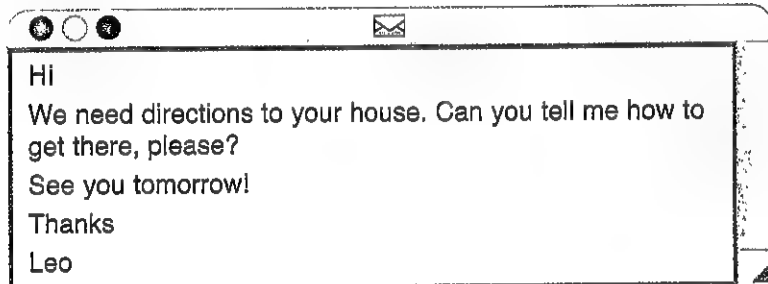 Hi
We need directions to your house. Can you tell me how to
get there, please?
See you tomorrow!
Thanks
Leo